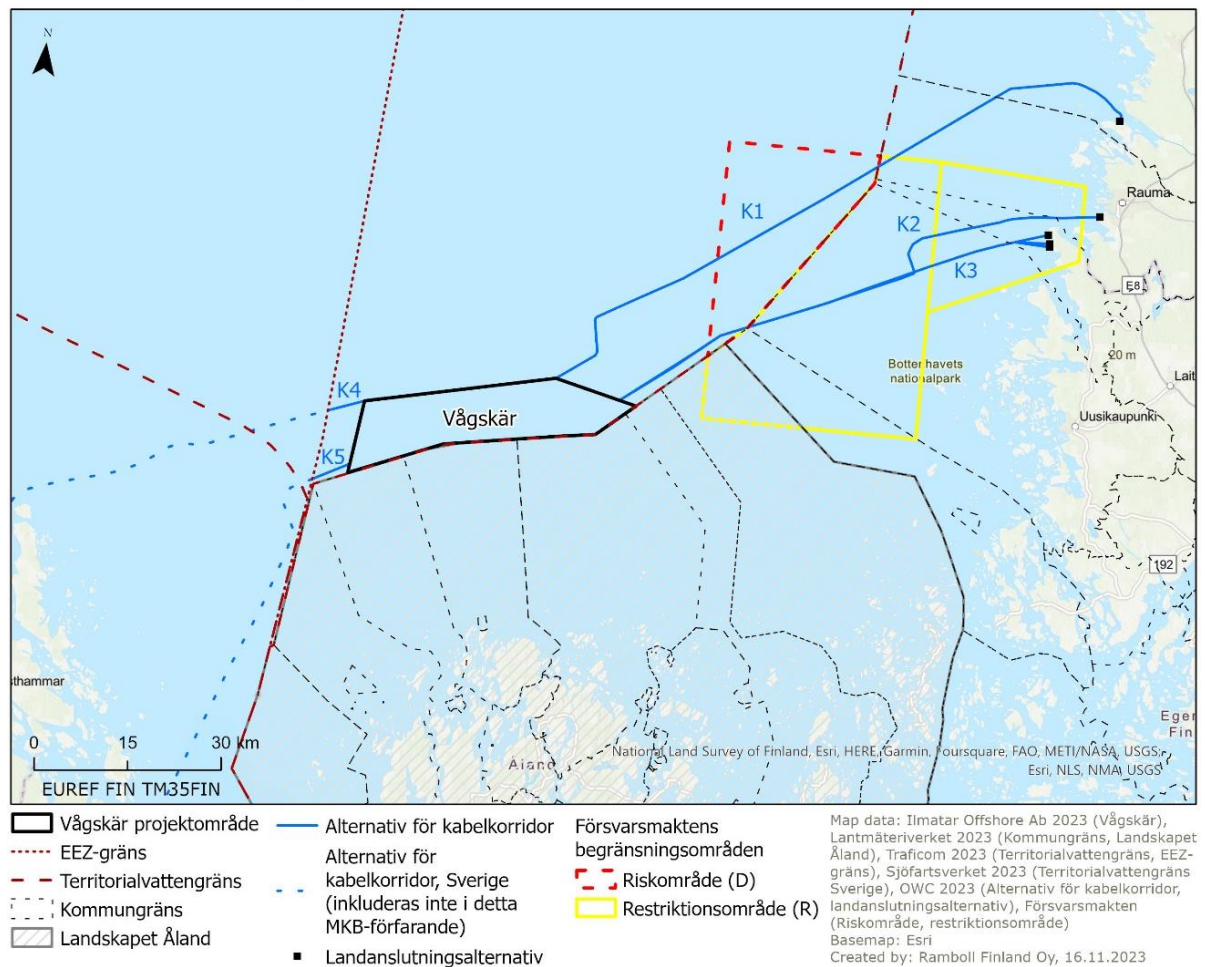 N
K1
K2
K3
K4
K5
Vågskär
Rauma
E8
20 m
Lait
Bottenhavets
nationalpark
Uusikaupunki
192
sthammar
Eger
Fin
Åland
0 15 30 km
EUREF FIN TM35FIN
National Land Survey of Finland, Esri, HERE, Garmin, Foursquare, FAO, METI/NASA, USGS;
Esri, NLS, NMA, USGS
Vågskär projektområde
EEZ-gräns
Territorialvattengräns
Kommungräns
Landskapet Åland
Alternativ för kabelkorridor
Alternativ för
kabelkorridor, Sverige
(inkluderas inte i detta
MKB-förfarande)
Landanslutningsalternativ
Försvarsmaktens
begränsningsområden
Riskområde (D)
Restriktionsområde (R)
Map data: Ilmatar Offshore Ab 2023 (Vågskär),
Lantmäteriverket 2023 (Kommungräns, Landskapet
Åland), Traficom 2023 (Territorialvattengräns, EEZ-
gräns), Sjöfartsverket 2023 (Territorialvattengräns
Sverige), OWC 2023 (Alternativ för kabelkorridor,
landanslutningsalternativ), Försvarsmakten
(Riskområde, restriktionsområde)
Basemap: Esri
Created by: Ramboll Finland Oy, 16.11.2023